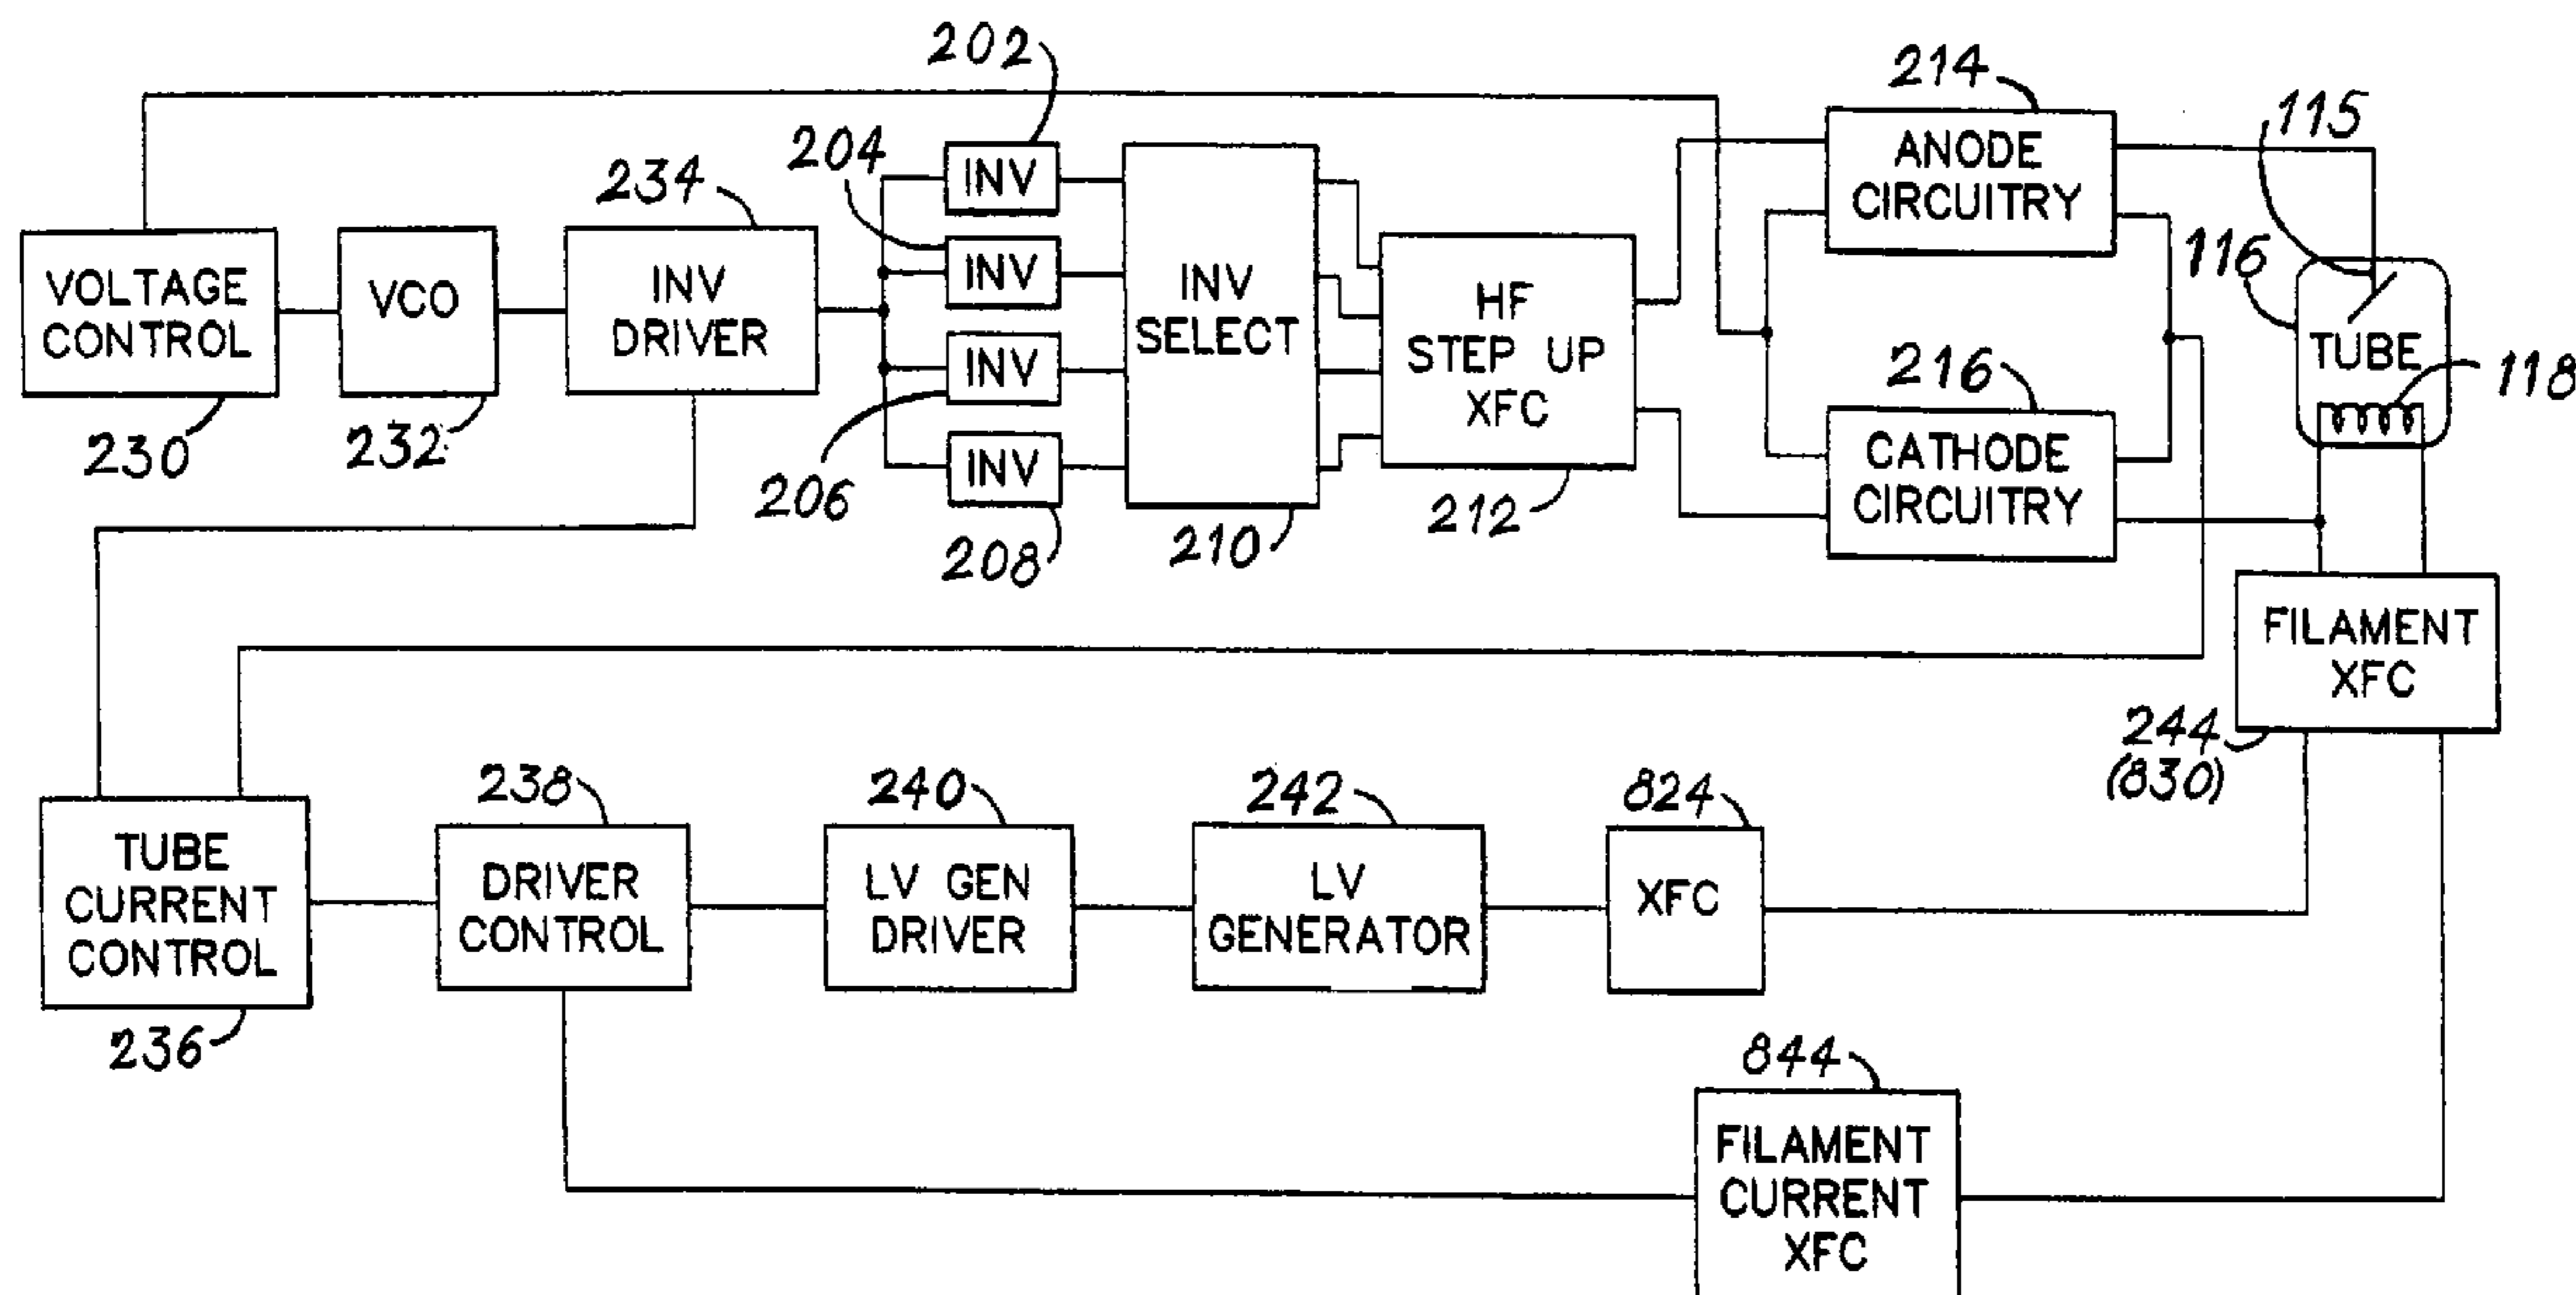 202
214
115
204
234
INV
ANODE
CIRCUITRY
116
VOLTAGE
CONTROL
VCO
INV
DRIVER
INV
INV
SELECT
HF
STEP UP
XFC
TUBE
118
INV
216
230
232
206
INV
208
210
212
CATHODE
CIRCUITRY
FILAMENT
XFC
244
(830)
238
240
242
824
TUBE
CURRENT
CONTROL
DRIVER
CONTROL
LV GEN
DRIVER
LV
GENERATOR
XFC
236
844
FILAMENT
CURRENT
XFC